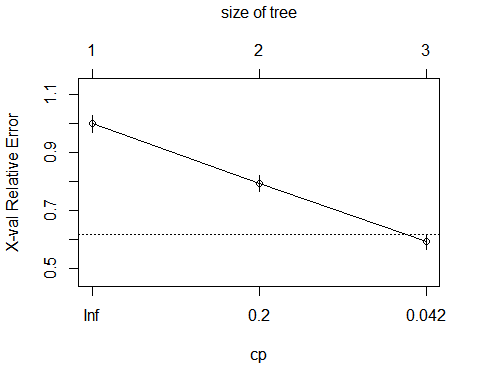 size of tree
1 2 3
X-val Relative Error
1.1
0.9
0.7
0.5
Inf 0.2 0.042
cp